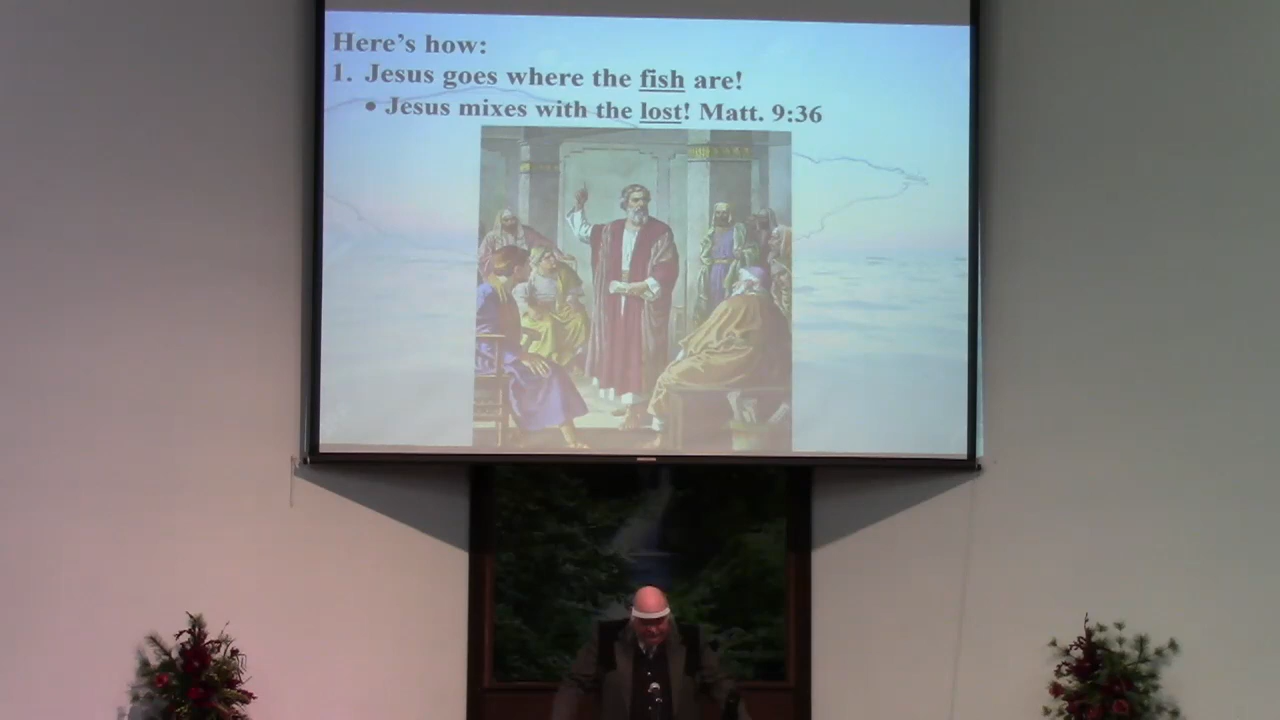 Here's how:
1. Jesus goes where the fish are!
• Jesus mixes with the lost! Matt. 9:36